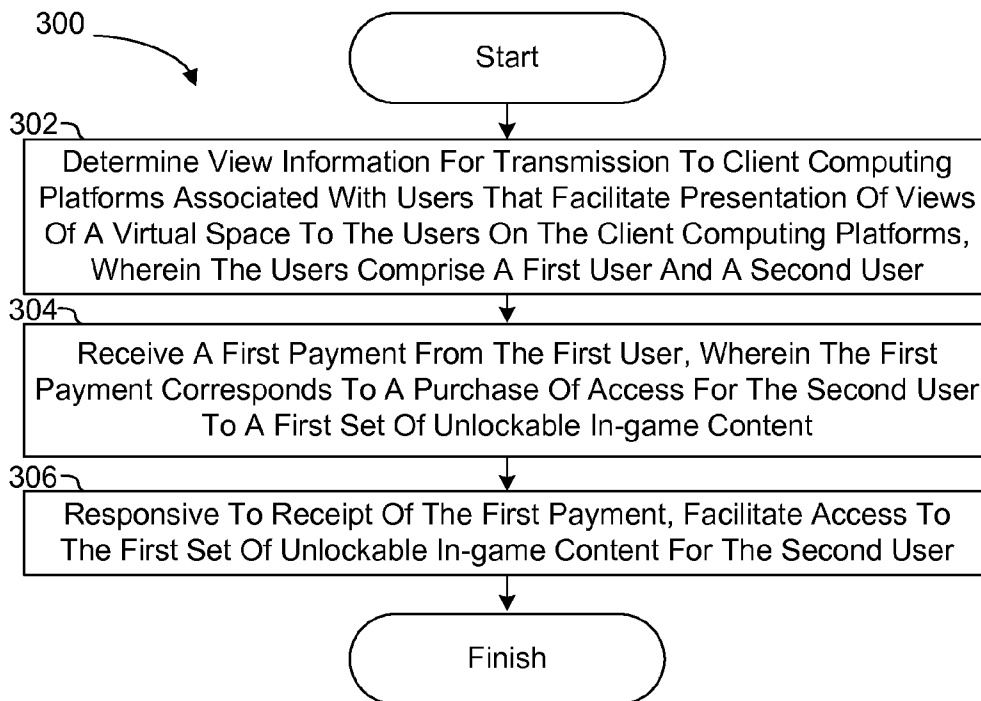 300
Start
302
Determine View Information For Transmission To Client Computing
Platforms Associated With Users That Facilitate Presentation Of Views
Of A Virtual Space To The Users On The Client Computing Platforms,
Wherein The Users Comprise A First User And A Second User
304
Receive A First Payment From The First User, Wherein The First
Payment Corresponds To A Purchase Of Access For The Second User
To A First Set Of Unlockable In-game Content
306
Responsive To Receipt Of The First Payment, Facilitate Access To
The First Set Of Unlockable In-game Content For The Second User
Finish